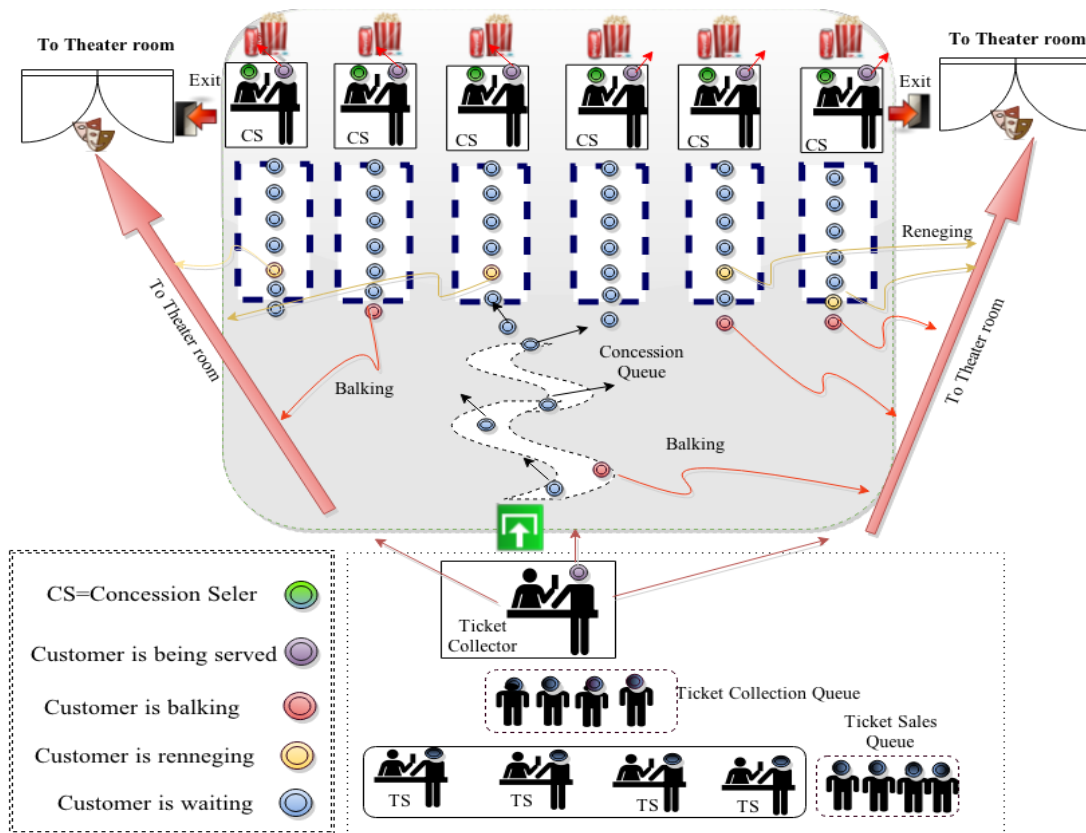 To Theater room
To Theater room
Exit
Exit
CS
CS
CS
CS
CS
CS
Reneging
To Theater room
To Theater room
Concession
Queue
Balking
Balking
CS=Concession Seler
Customer is being served
Customer is balking
Customer is renneging
Customer is waiting
Ticket
Collector
Ticket Collection Queue
Ticket Sales
Queue
TS
TS
TS
TS